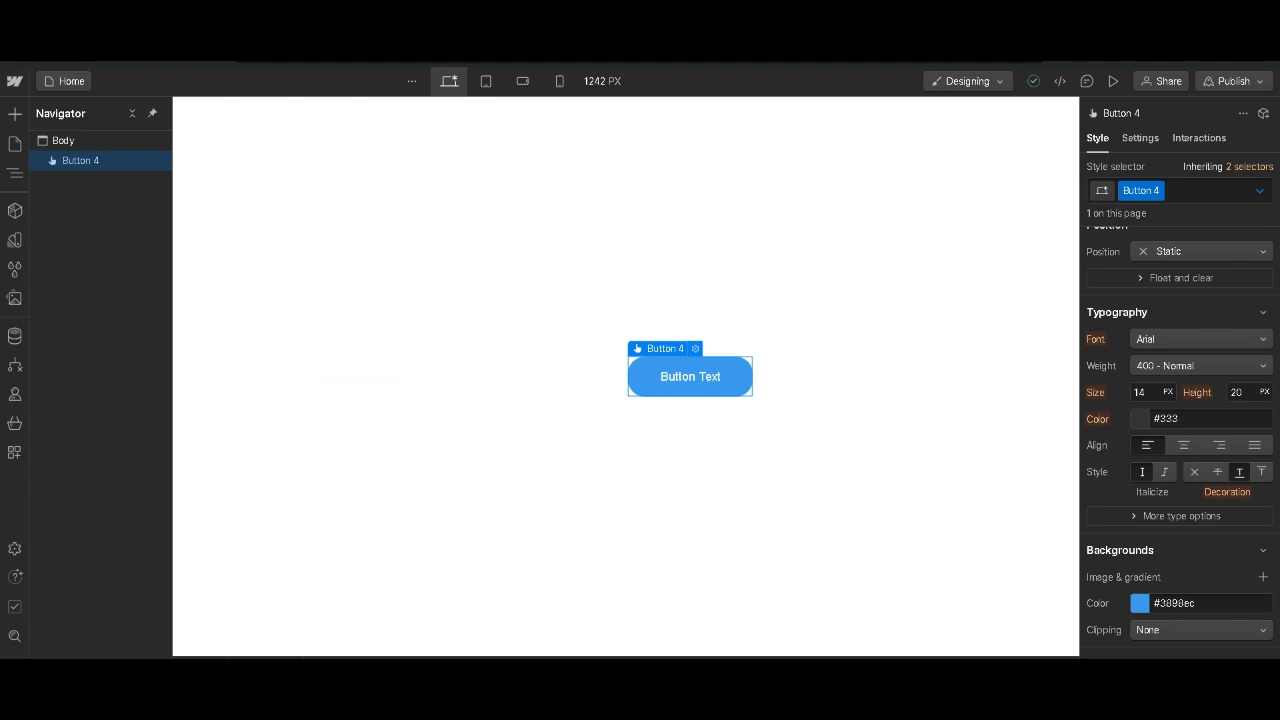 Home
1242 PX
Designing
Share
Publish
Navigator
Body
Button 4
Button 4
Button Text
Button 4
Style Settings Interactions
Style selector Inheriting 2 selectors
Button 4
1 on this page
Position
Position Static
Float and clear
Typography
Font Arial
Weight 400 - Normal
Size 14 PX Height 20 PX
Color #333
Align
Style
Italicize Decoration
More type options
Backgrounds
Image & gradient
Color #3898ec
Clipping None